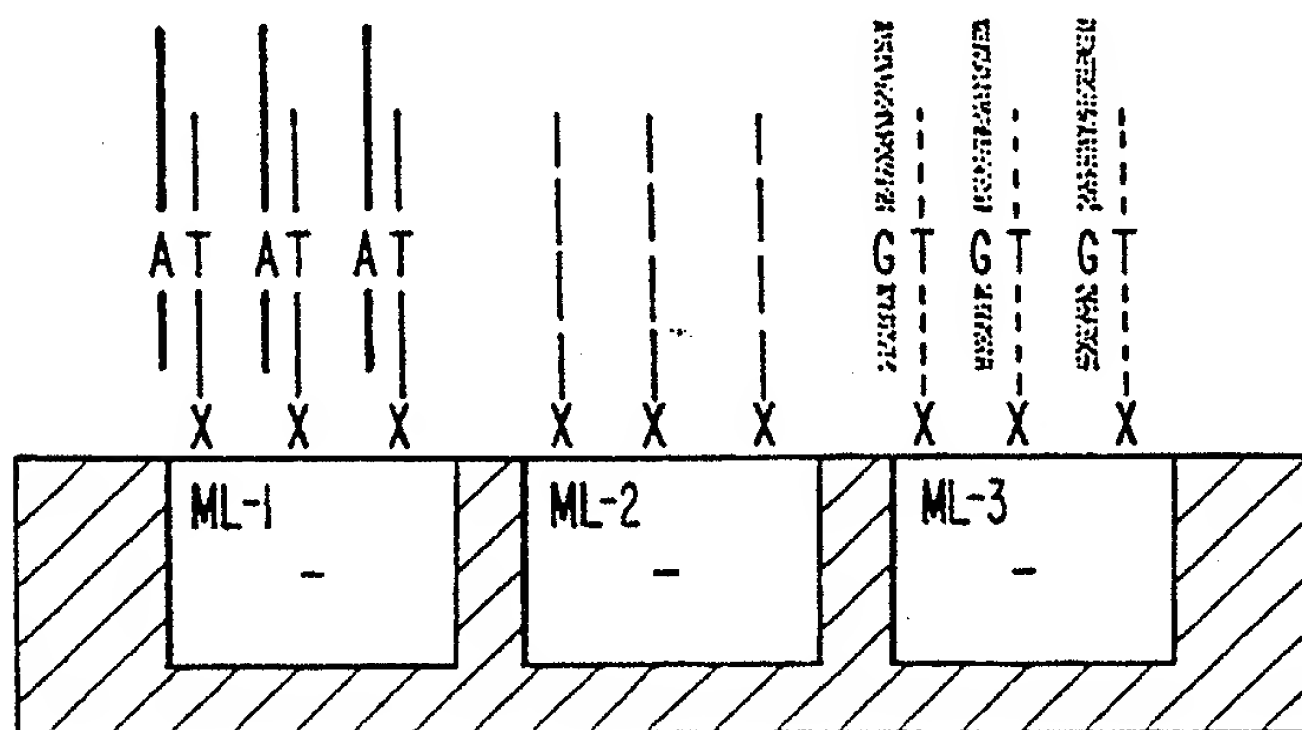 A T A T A T G T G T G T
X X X X X X X X X
ML-1 ML-2 ML-3
- - -